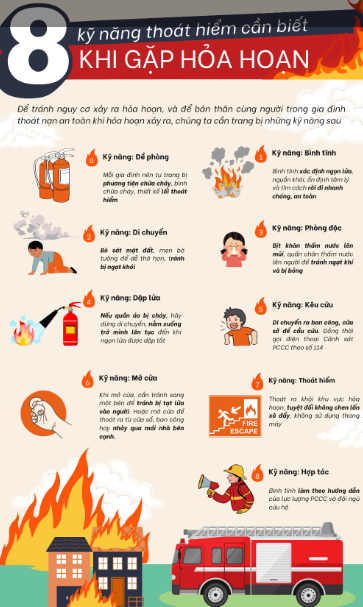 8
kỹ năng thoát hiểm cần biết
KHI GẶP HỎA HOẠN
Để tránh nguy cơ xảy ra hỏa hoạn, và để bản thân cùng người trong gia đình
thoát nạn an toàn khi hỏa hoạn xảy ra, chúng ta cần trang bị những kỹ năng sau
0
Kỹ năng: Đề phòng
Mỗi gia đình nên tự trang bị
phương tiện chữa cháy, bình
chữa cháy, thiết kế lối thoát
hiểm
1
Kỹ năng: Bình tĩnh
Bình tĩnh xác định ngọn lửa,
nguồn khói, ổn định tâm lý
và tìm cách rời đi nhanh
chóng, an toàn
2
Kỹ năng: Di chuyển
Bò sát mặt đất, men bờ
tường để dễ thở hơn, tránh
bị ngạt khói
3
Kỹ năng: Phòng độc
Bịt khăn thấm nước lên
mũi, quấn chăn thấm nước
lên người để tránh ngạt khí
và bị bỏng
4
Kỹ năng: Dập lửa
Nếu quần áo bị cháy, hãy
dừng di chuyển, nằm xuống
trở mình liên tục đến khi
ngọn lửa được dập tắt
5
Kỹ năng: Kêu cứu
Di chuyển ra ban công, cửa
sổ để cầu cứu. Đồng thời
gọi điện thoại Cảnh sát
PCCC theo số 114
6
Kỹ năng: Mở cửa
Khi mở cửa, cần tránh sang
một bên để tránh bị tạt lửa
vào người. Hoặc mở cửa để
thoát ra từ cửa sổ, ban công
hay nhảy qua mái nhà bên
cạnh.
7
Kỹ năng: Thoát hiểm
Thoát ra khỏi khu vực hỏa
hoạn, tuyệt đối không chen lấn
xô đẩy, không sử dụng thang
máy
FIRE
ESCAPE
8
Kỹ năng: Hợp tác
Bình tĩnh làm theo hướng dẫn
của lực lượng PCCC và đội ngũ
cứu hộ